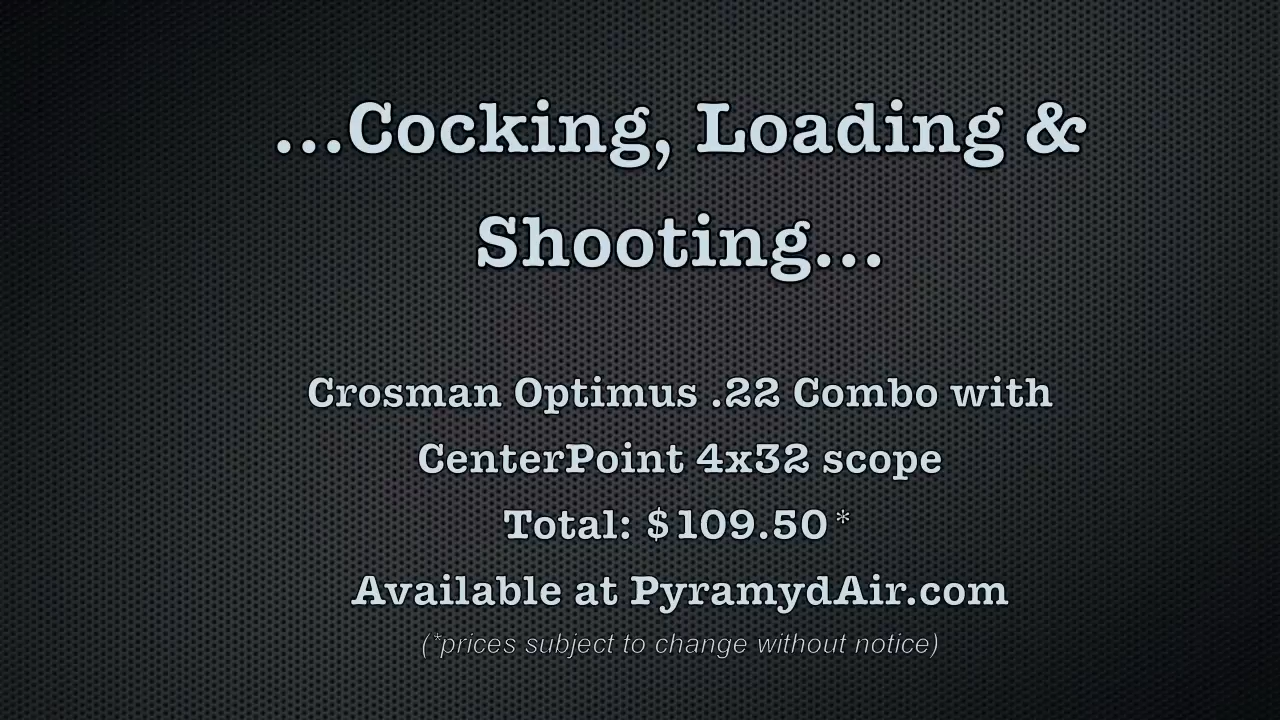 ...Cocking, Loading &
Shooting...
Crosman Optimus .22 Combo with
CenterPoint 4x32 scope
Total: $109.50*
Available at PyramydAir.com
(*prices subject to change without notice)